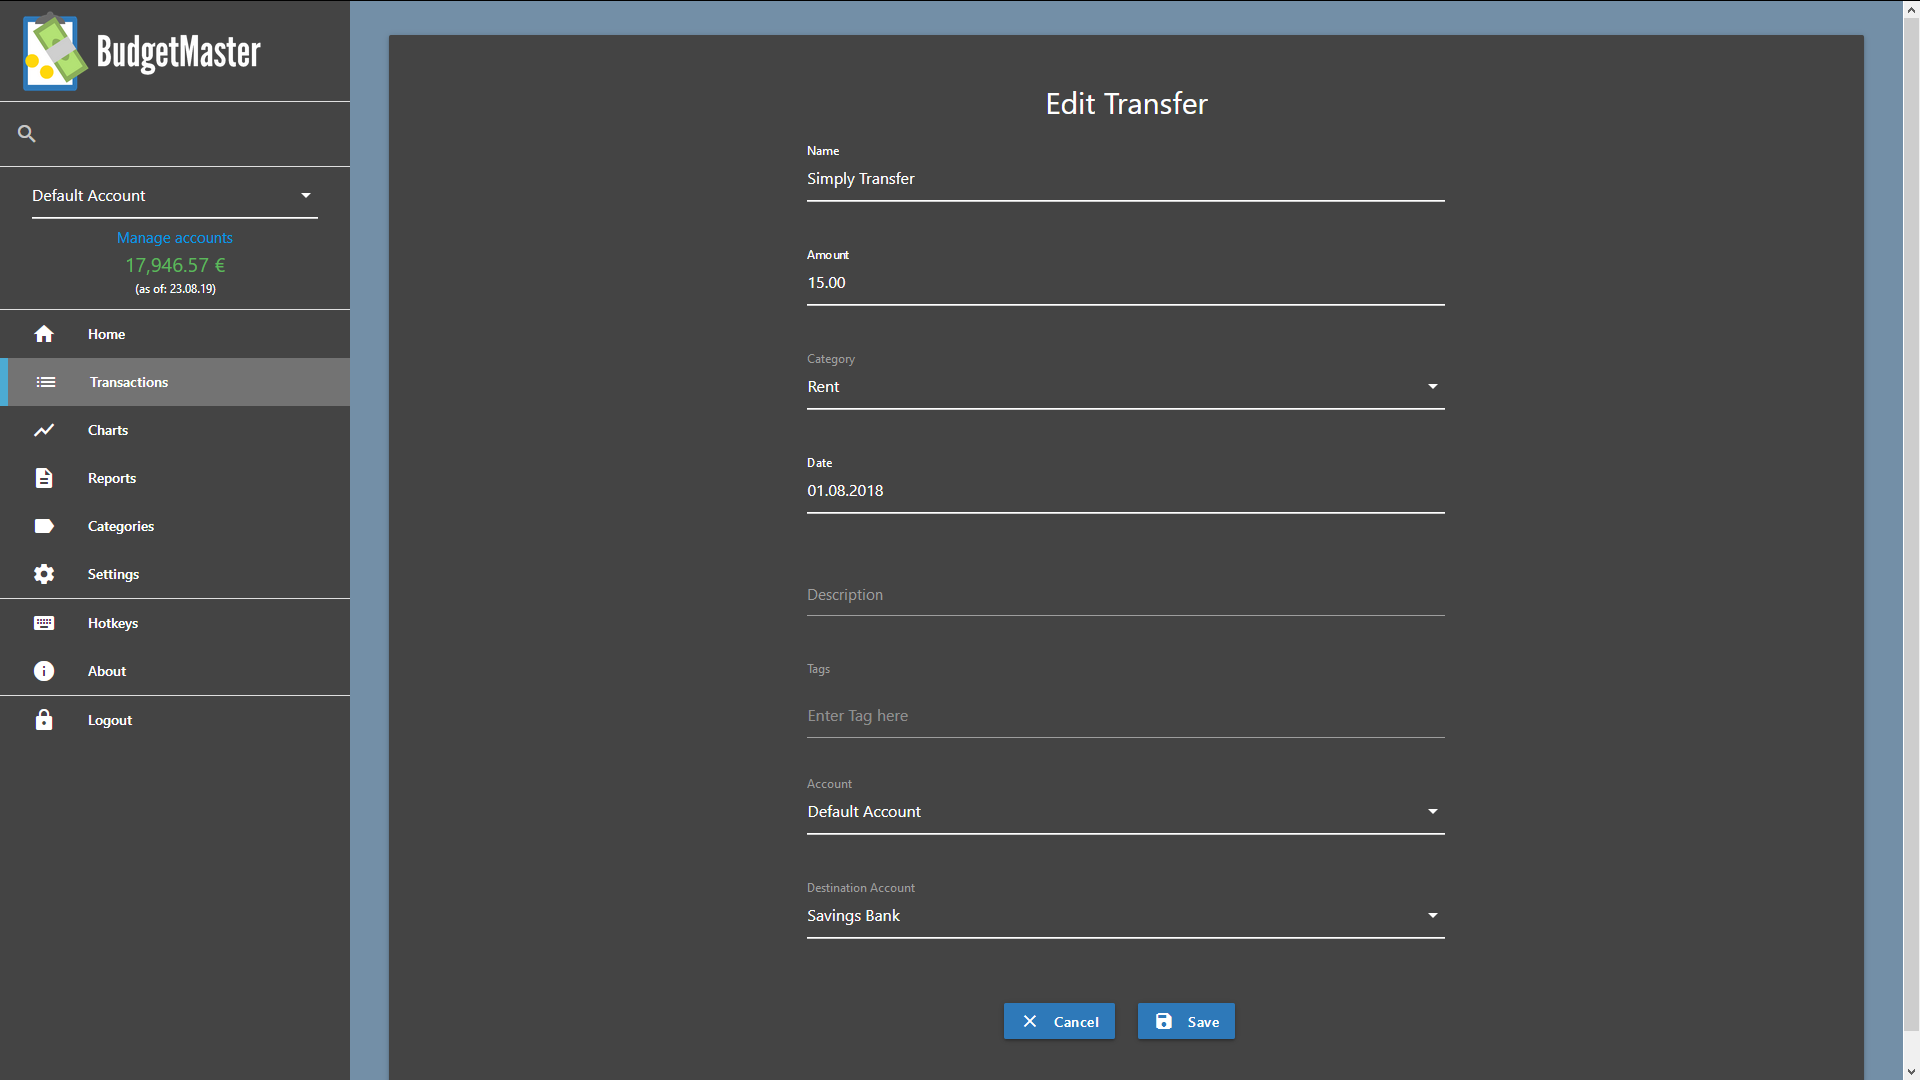 BudgetMaster
Default Account
Manage accounts
17,946.57 €
(as of: 23.08.19)
Home
Transactions
Charts
Reports
Categories
Settings
Hotkeys
About
Logout
Edit Transfer
Name
Simply Transfer
Amount
15.00
Category
Rent
Date
01.08.2018
Description
Tags
Enter Tag here
Account
Default Account
Destination Account
Savings Bank
Cancel
Save